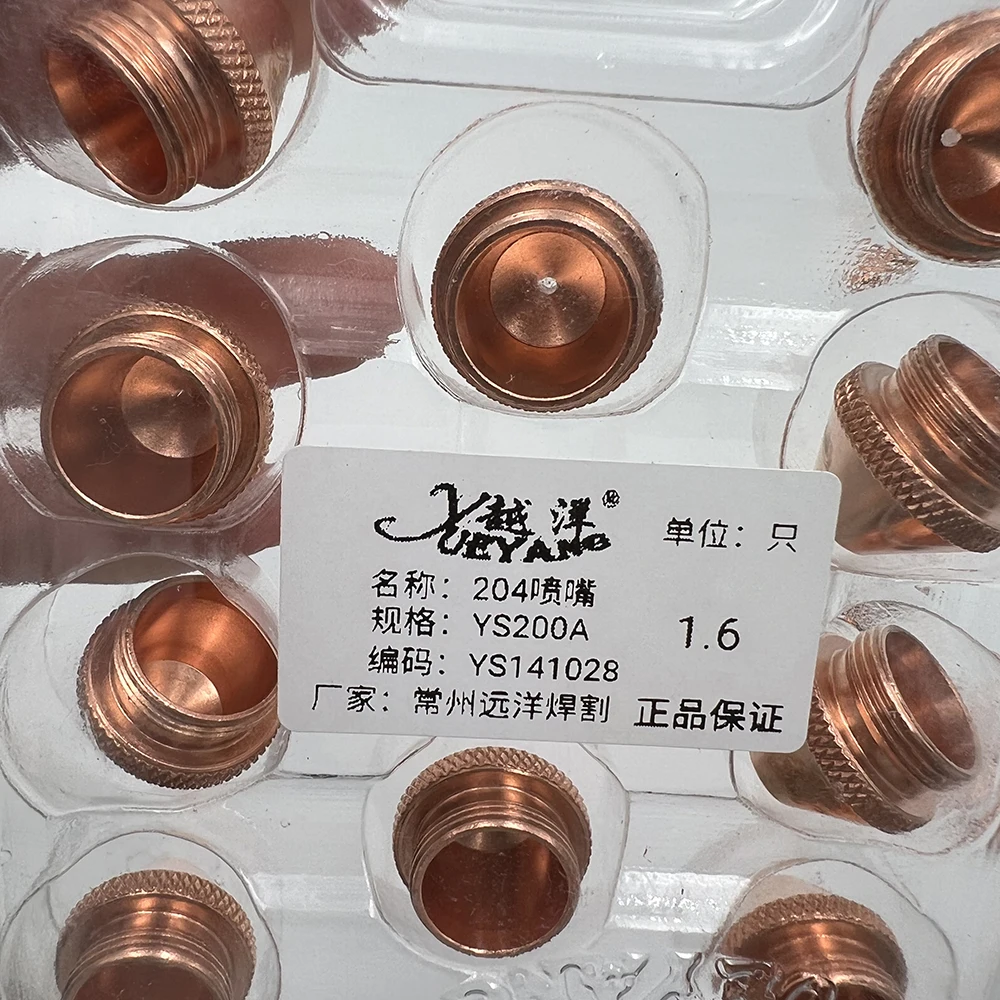 越洋®
YUEYANG
单位：只
名称：204喷嘴
规格：YS200A
1.6
编码：YS141028
厂家：常州远洋焊割
正品保证